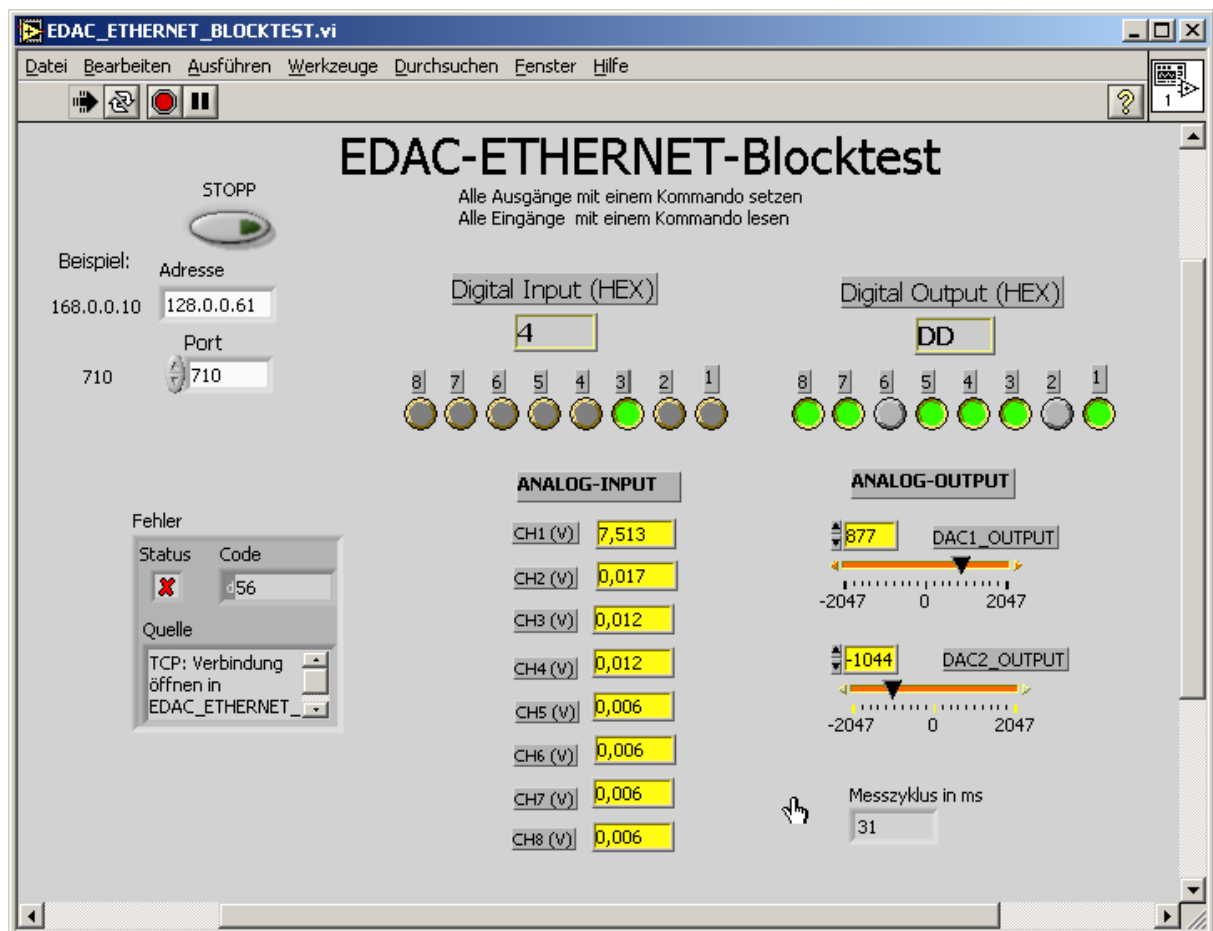 EDAC_ETHERNET_BLOCKTEST.vi
Datei Bearbeiten Ausführen Werkzeuge Durchsuchen Fenster Hilfe
1
EDAC-ETHERNET-Blocktest
Alle Ausgänge mit einem Kommando setzen
Alle Eingänge mit einem Kommando lesen
STOPP
Beispiel:
Adresse
168.0.0.10
128.0.0.61
Port
710
710
Digital Input (HEX)
4
8 7 6 5 4 3 2 1
Digital Output (HEX)
DD
8 7 6 5 4 3 2 1
Fehler
Status Code
d56
Quelle
TCP: Verbindung
öffnen in
EDAC_ETHERNET_
ANALOG-INPUT
CH1 (V) 7,513
CH2 (V) 0,017
CH3 (V) 0,012
CH4 (V) 0,012
CH5 (V) 0,006
CH6 (V) 0,006
CH7 (V) 0,006
CH8 (V) 0,006
ANALOG-OUTPUT
877 DAC1_OUTPUT
-2047 0 2047
-1044 DAC2_OUTPUT
-2047 0 2047
Messzyklus in ms
31